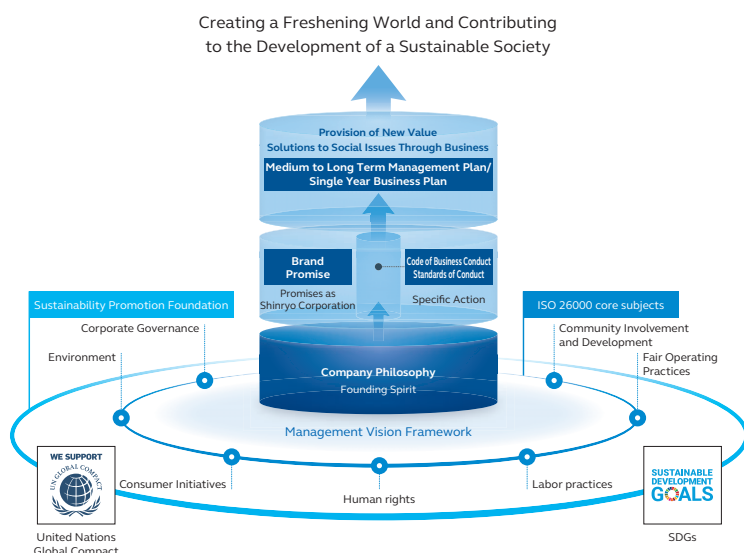 Creating a Freshening World and Contributing
to the Development of a Sustainable Society
Provision of New Value
Solutions to Social Issues Through Business
Medium to Long Term Management Plan/
Single Year Business Plan
Brand
Promise
Code of Business Conduct
Standards of Conduct
Promises as
Shinryo Corporation
Specific Action
Sustainability Promotion Foundation
ISO 26000 core subjects
Corporate Governance
Community Involvement
and Development
Environment
Fair Operating
Practices
Company Philosophy
Founding Spirit
Management Vision Framework
WE SUPPORT
UN GLOBAL COMPACT
Consumer Initiatives
Human rights
Labor practices
SUSTAINABLE
DEVELOPMENT
GOALS
United Nations
Global Compact
SDGs